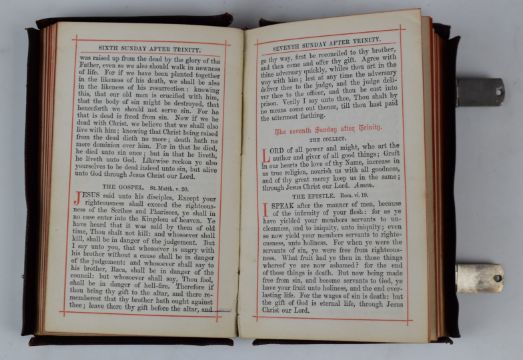 SIXTH SUNDAY AFTER TRINITY.
was raised up from the dead by the glory of the
Father, even so we also should walk in newness
of life. For if we have been planted together
in the likeness of his death, we shall be also
in the likeness of his resurrection: knowing
this, that our old man is crucified with him,
that the body of sin might be destroyed, that
henceforth we should not serve sin. For he
that is dead is freed from sin. Now if we be
dead with Christ, we believe that we shall also
live with him; knowing that Christ being raised
from the dead dieth no more; death hath no
more dominion over him. For in that he died,
he died unto sin once; but in that he liveth,
he liveth unto God. Likewise reckon ye also
yourselves to be dead indeed unto sin, but alive
unto God through Jesus Christ our Lord.
THE GOSPEL. St. Matth. v. 20.
JESUS said unto his disciples, Except your
righteousness shall exceed the righteous-
ness of the Scribes and Pharisees, ye shall in
no case enter into the Kingdom of heaven. Ye
have heard that it was said by them of old
time, Thou shalt not kill: and whosoever shall
kill, shall be in danger of the judgement. But
I say unto you, that whosoever is angry with
his brother without a cause shall be in danger
of the judgement: and whosoever shall say to
his brother, Raca, shall be in danger of the
council: but whosoever shall say, Thou fool,
shall be in danger of hell-fire. Therefore if
thou bring thy gift to the altar, and there re-
memberest that thy brother hath ought against
thee; leave there thy gift before the altar, and
SEVENTH SUNDAY AFTER TRINITY.
go thy way, first be reconciled to thy brother,
and then come and offer thy gift. Agree with
thine adversary quickly, whiles thou art in the
way with him; lest at any time the adversary
deliver thee to the judge, and the judge deli-
ver thee to the officer, and thou be cast into
prison. Verily I say unto thee, Thou shalt by
no means come out thence, till thou hast paid
the uttermost farthing.
The seventh Sunday after Trinity.
THE COLLECT.
LORD of all power and might, who art the
author and giver of all good things; Graft
in our hearts the love of thy Name, increase in
us true religion, nourish us with all goodness,
and of thy great mercy keep us in the same;
through Jesus Christ our Lord. Amen.
THE EPISTLE. Rom. vi. 19.
I SPEAK after the manner of men, because
of the infirmity of your flesh: for as ye
have yielded your members servants to un-
cleanness, and to iniquity, unto iniquity; even
so now yield your members servants to righte-
ousness, unto holiness. For when ye were the
servants of sin, ye were free from righteous-
ness. What fruit had ye then in those things
whereof ye are now ashamed? for the end
of those things is death. But now being made
free from sin, and become servants to God, ye
have your fruit unto holiness, and the end ever-
lasting life. For the wages of sin is death: but
the gift of God is eternal life, through Jesus
Christ our Lord.